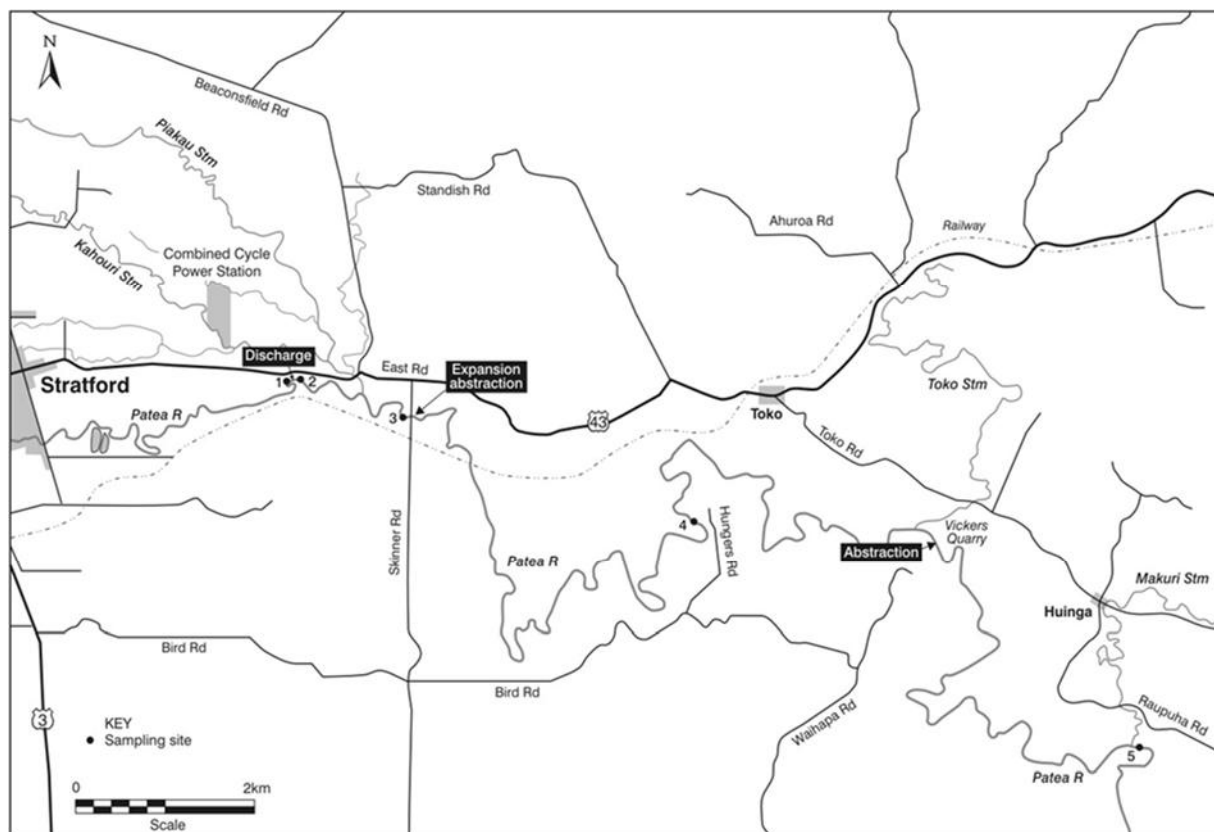 N
Beaconsfield Rd
Piakau Stm
Standish Rd
Ahuroa Rd
Railway
Kahouri Stm
Combined Cycle
Power Station
Discharge
East Rd
Expansion
abstraction
Stratford
1
2
Patea R
3
43
Toko
Toko Stm
Toko Rd
4
Hungers Rd
Vickers
Quarry
Abstraction
Skinner Rd
Patea R
Makuri Stm
Huinga
Bird Rd
Bird Rd
Waihapa Rd
Raupuha Rd
3
KEY
Sampling site
5
Patea R
0
2km
Scale